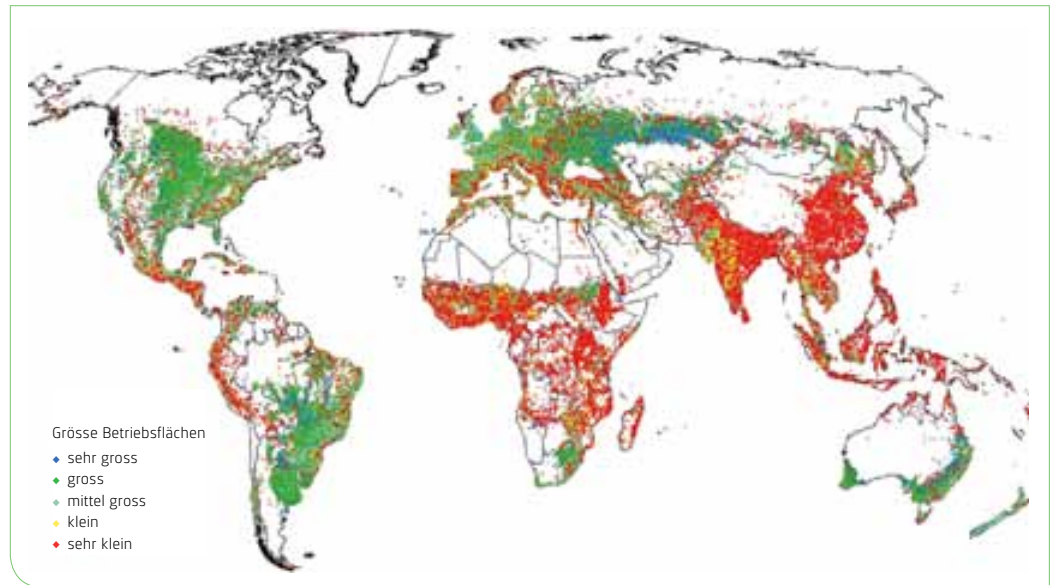 Grösse Betriebsflächen
sehr gross
gross
mittel gross
klein
sehr klein